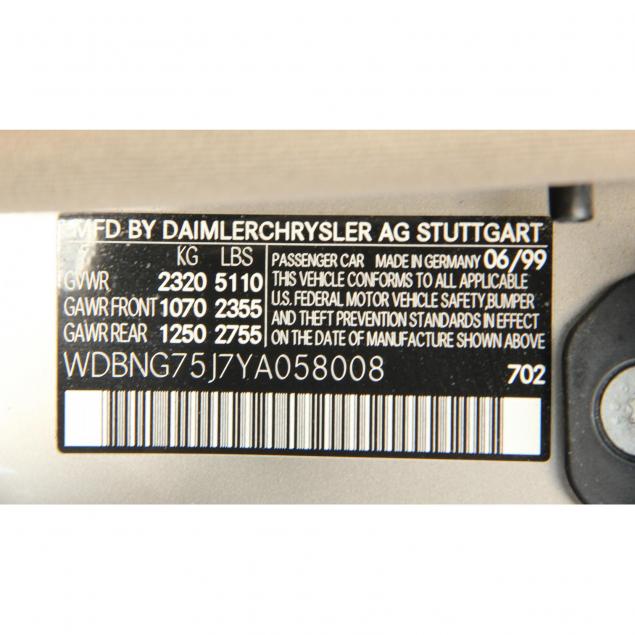 MFD BY DAIMLERCHRYSLER AG STUTTGART
KG LBS
GVWR 2320 5110
GAWR FRONT 1070 2355
GAWR REAR 1250 2755
PASSENGER CAR MADE IN GERMANY 06/99
THIS VEHICLE CONFORMS TO ALL APPLICABLE
U.S. FEDERAL MOTOR VEHICLE SAFETY, BUMPER
AND THEFT PREVENTION STANDARDS IN EFFECT
ON THE DATE OF MANUFACTURE SHOWN ABOVE
WDBNG75J7YA058008
702